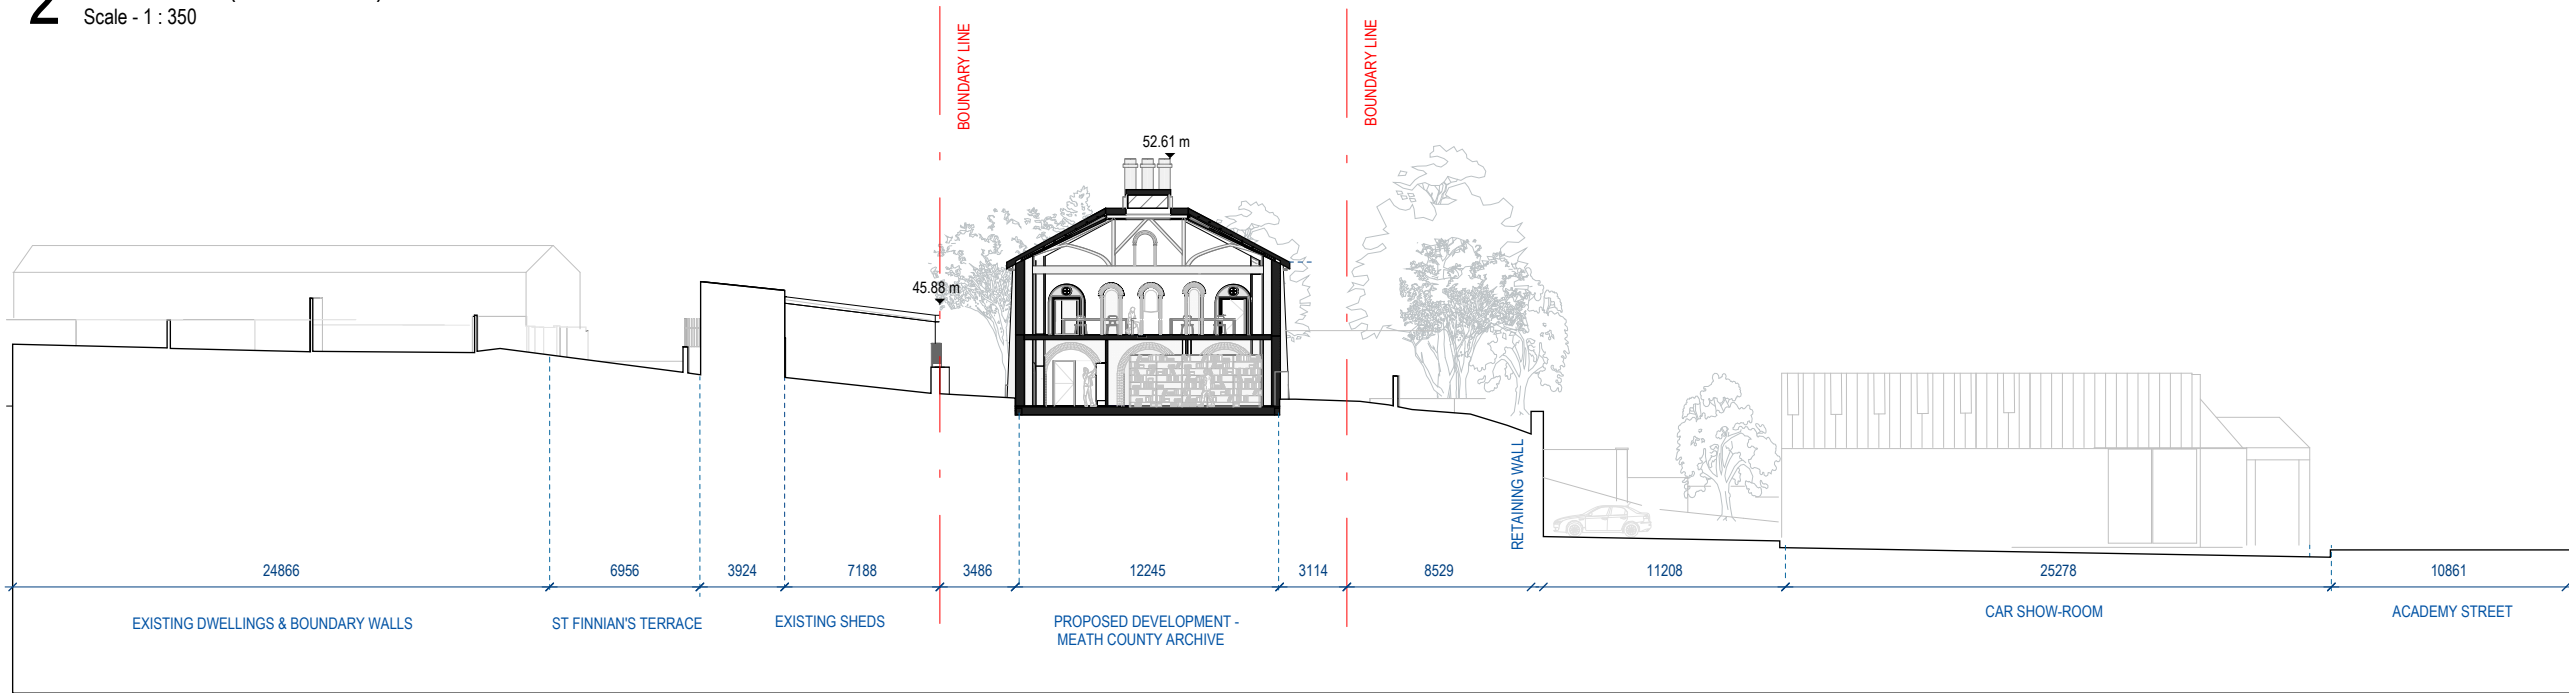 2
Scale - 1 : 350
BOUNDARY LINE
BOUNDARY LINE
52.61 m
45.88 m
RETAINING WALL
24866 6956 3924 7188 3486 12245 3114 8529 11208 25278 10861
EXISTING DWELLINGS & BOUNDARY WALLS
ST FINNIAN'S TERRACE
EXISTING SHEDS
PROPOSED DEVELOPMENT -
MEATH COUNTY ARCHIVE
CAR SHOW-ROOM
ACADEMY STREET